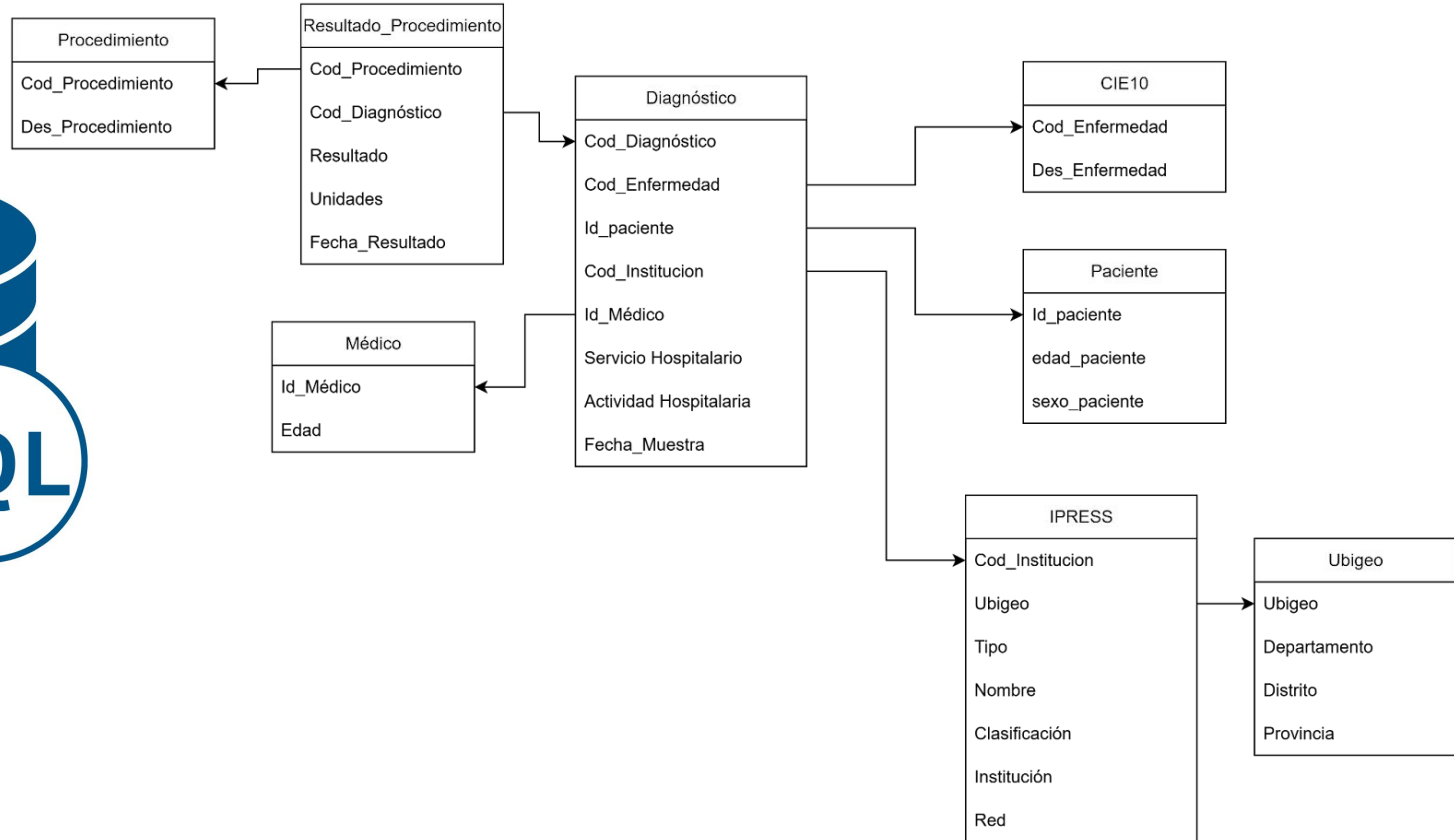 Procedimiento
Cod_Procedimiento
Des_Procedimiento
Resultado_Procedimiento
Cod_Procedimiento
Cod_Diagnóstico
Resultado
Unidades
Fecha_Resultado
Médico
Id_Médico
Edad
Diagnóstico
Cod_Diagnóstico
Cod_Enfermedad
Id_paciente
Cod_Institucion
Id_Médico
Servicio Hospitalario
Actividad Hospitalaria
Fecha_Muestra
CIE10
Cod_Enfermedad
Des_Enfermedad
Paciente
Id_paciente
edad_paciente
sexo_paciente
IPRESS
Cod_Institucion
Ubigeo
Tipo
Nombre
Clasificación
Institución
Red
Ubigeo
Ubigeo
Departamento
Distrito
Provincia
QL